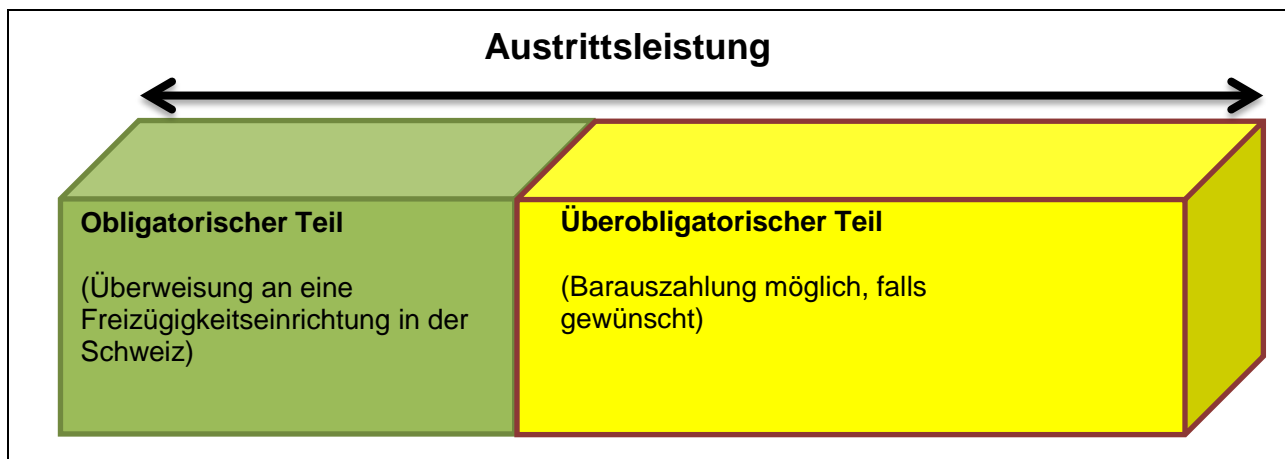 Austrittsleistung
Obligatorischer Teil
(Überweisung an eine
Freizügigkeitseinrichtung in der
Schweiz)
Überobligatorischer Teil
(Barauszahlung möglich, falls
gewünscht)